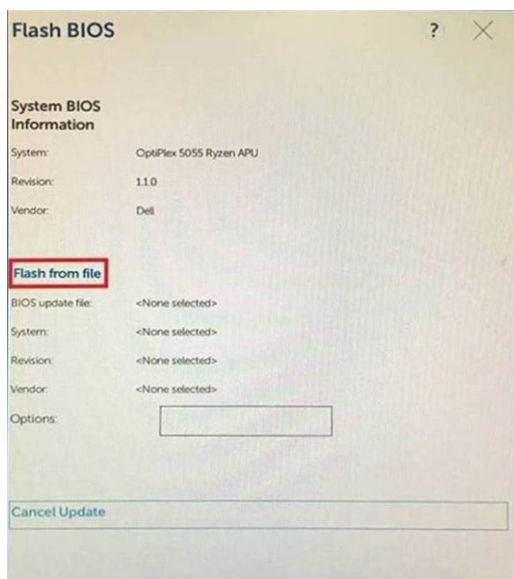 Flash BIOS ?
System BIOS
Information
System: OptiPlex 5055 Ryzen APU
Revision: 1.1.0
Vendor: Dell
Flash from file
BIOS update file: <None selected>
System: <None selected>
Revision: <None selected>
Vendor: <None selected>
Options:
Cancel Update